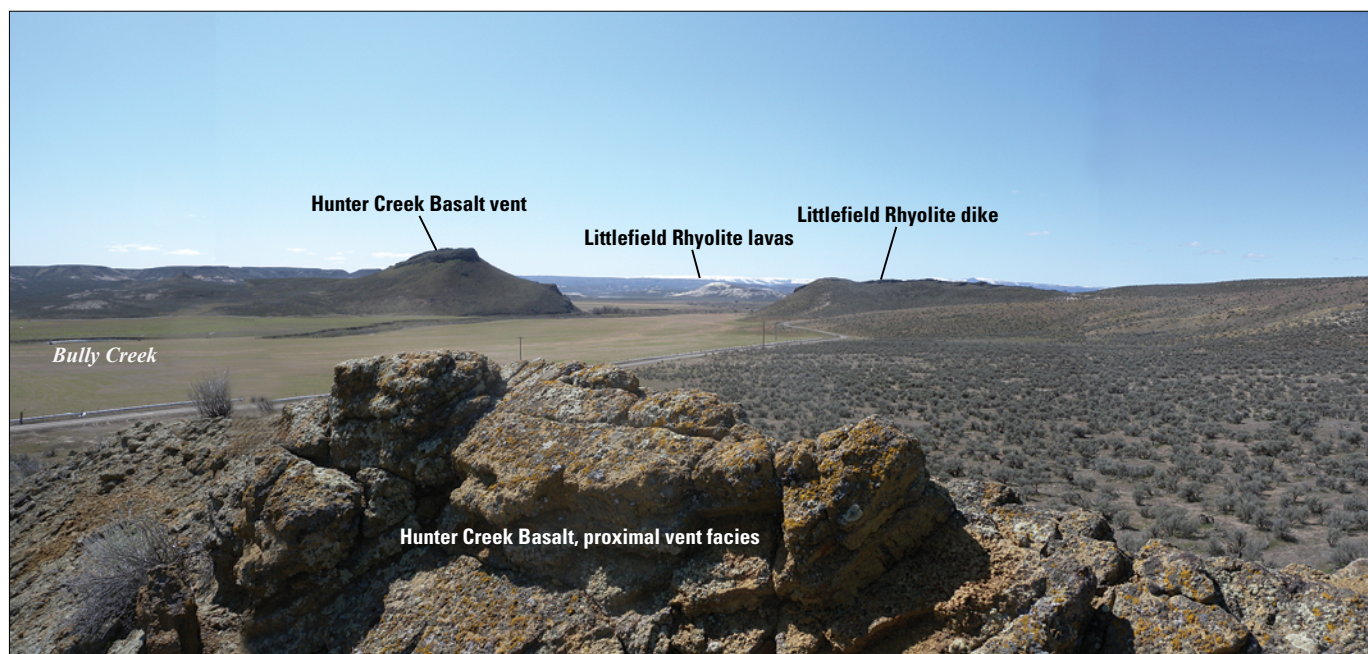 Hunter Creek Basalt vent
Littlefield Rhyolite lavas
Littlefield Rhyolite dike
Bully Creek
Hunter Creek Basalt, proximal vent facies